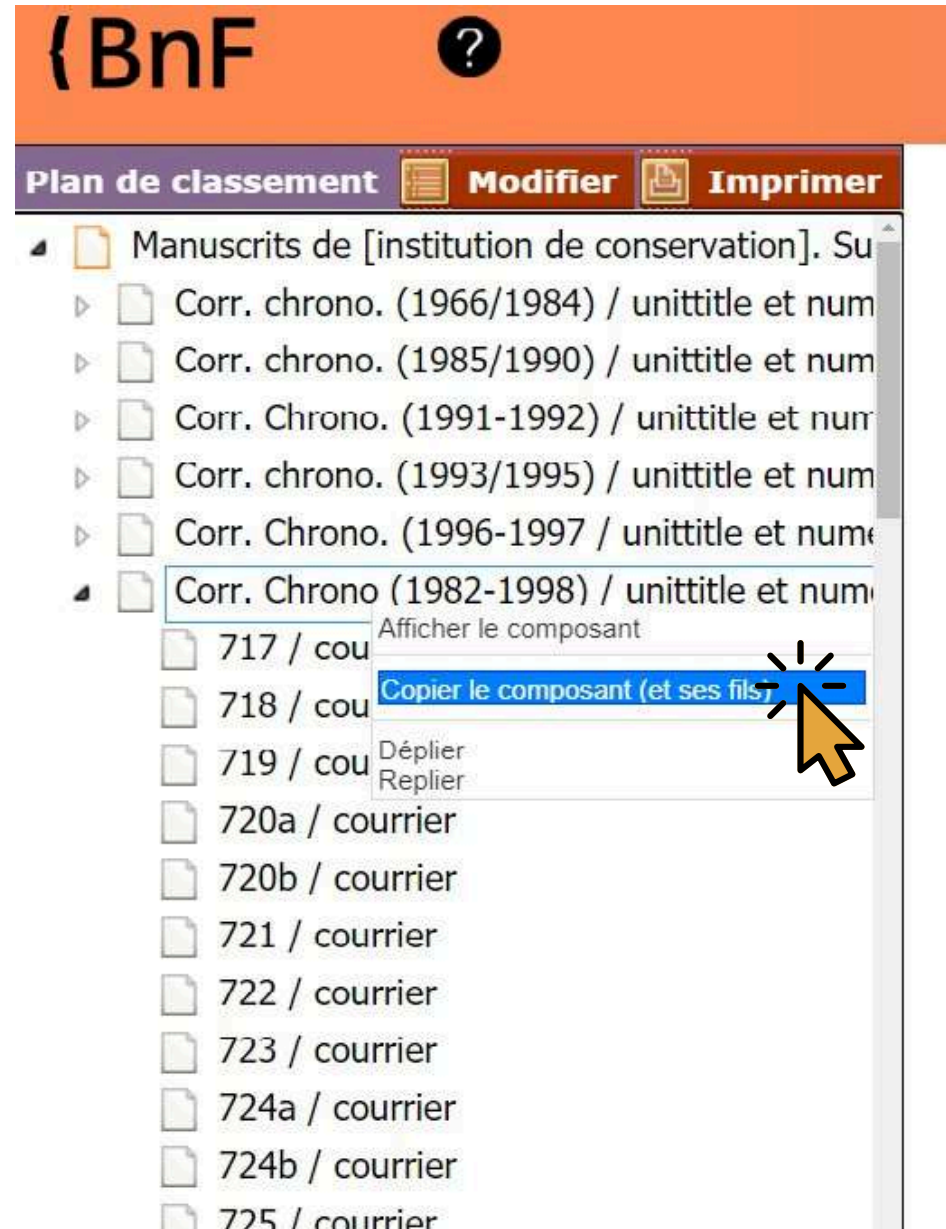 {BnF ?
Plan de classement Modifier Imprimer
Manuscrits de [institution de conservation]. Su
Corr. chrono. (1966/1984) / unittitle et num
Corr. chrono. (1985/1990) / unittitle et num
Corr. Chrono. (1991-1992) / unittitle et num
Corr. chrono. (1993/1995) / unittitle et num
Corr. Chrono. (1996-1997 / unittitle et numé
Corr. Chrono (1982-1998) / unittitle et numé
Afficher le composant
717 / cou
Copier le composant (et ses fils)
718 / cou
Déplier
719 / cou
Replier
720a / courrier
720b / courrier
721 / courrier
722 / courrier
723 / courrier
724a / courrier
724b / courrier
725 / courrier